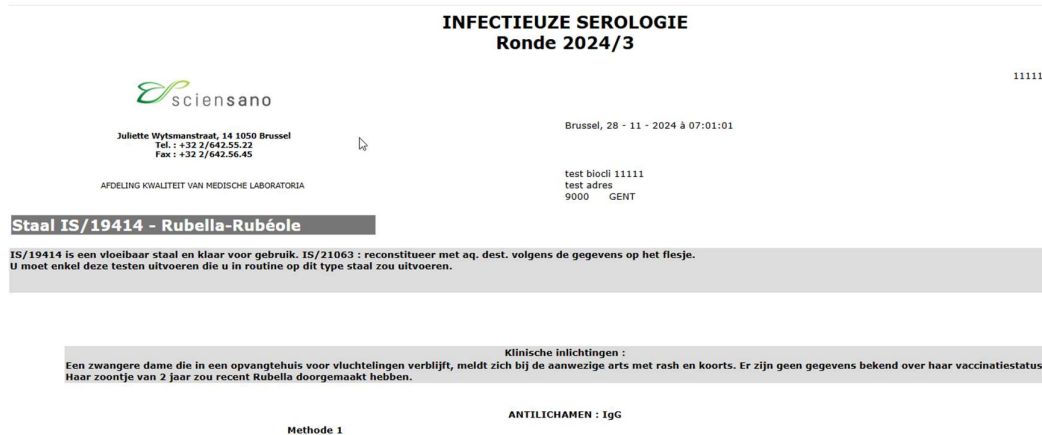 INFECTIEUZE SEROLOGIE
Ronde 2024/3
11111
sciensano
Juliette Wytsmanstraat, 14 1050 Brussel
Tel. : +32 2/642.55.22
Fax : +32 2/642.56.45
Brussel, 28 - 11 - 2024 à 07:01:01
AFDELING KWALITEIT VAN MEDISCHE LABORATORIA
test biocli 11111
test adres
9000 GENT
Staal IS/19414 - Rubella-Rubéole
IS/19414 is een vloeibaar staal en klaar voor gebruik. IS/21063 : reconstitueer met aq. dest. volgens de gegevens op het flesje.
U moet enkel deze testen uitvoeren die u in routine op dit type staal zou uitvoeren.
Klinische inlichtingen :
Een zwangere dame die in een opvangtehuis voor vluchtelingen verblijft, meldt zich bij de aanwezige arts met rash en koorts. Er zijn geen gegevens bekend over haar vaccinatiestatus
Haar zoontje van 2 jaar zou recent Rubella doorgemaakt hebben.
ANTILICHAMEN : IgG
Methode 1